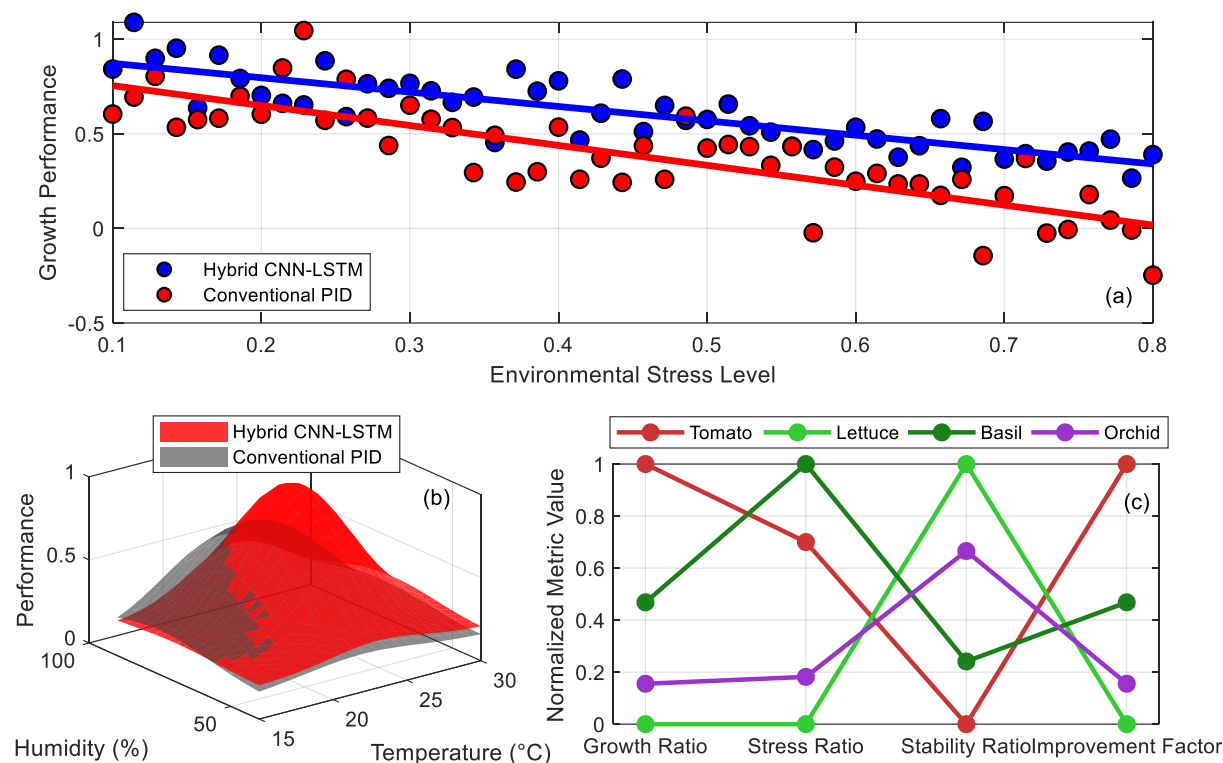 1
0.5
0
-0.5
Growth Performance
Hybrid CNN-LSTM
Conventional PID
(a)
0.1 0.2 0.3 0.4 0.5 0.6 0.7 0.8
Environmental Stress Level
Hybrid CNN-LSTM
Conventional PID
(b)
1
0.5
0
Performance
100
50
Humidity (%)
15 20 25 30
Temperature (°C)
Tomato Lettuce Basil Orchid
(c)
1
0.8
0.6
0.4
0.2
0
Normalized Metric Value
Growth Ratio Stress Ratio Stability Ratio Improvement Factor